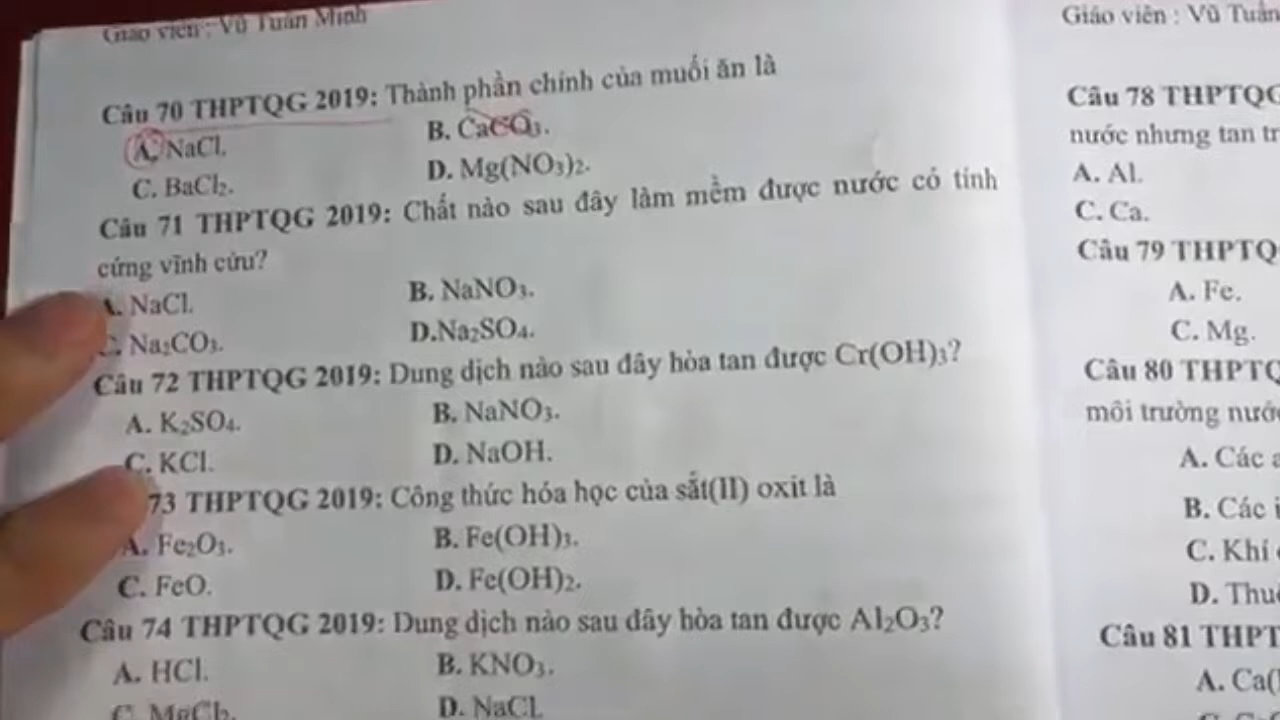 Giáo viên : Vũ Tuấn Minh
Câu 70 THPTQG 2019: Thành phần chính của muối ăn là
A. NaCl. B. CaCO₃.
C. BaCl₂. D. Mg(NO₃)₂.
Câu 71 THPTQG 2019: Chất nào sau đây làm mềm được nước có tính
cứng vĩnh cửu?
A. NaCl. B. NaNO₃.
C. Na₂CO₃. D.Na₂SO₄.
Câu 72 THPTQG 2019: Dung dịch nào sau đây hòa tan được Cr(OH)₃?
A. K₂SO₄. B. NaNO₃.
C. KCl. D. NaOH.
73 THPTQG 2019: Công thức hóa học của sắt(II) oxit là
A. Fe₂O₃. B. Fe(OH)₃.
C. FeO. D. Fe(OH)₂.
Câu 74 THPTQG 2019: Dung dịch nào sau đây hòa tan được Al₂O₃?
A. HCl. B. KNO₃.
C. MgCl₂. D. NaCl.
Giáo viên : Vũ Tuấn
Câu 78 THPTQG
nước nhưng tan
A. Al.
C. Ca.
Câu 79 THPTQ
A. Fe.
C. Mg.
Câu 80 THPTQ
môi trường nước
A. Các
B. Các
C. Khí
D.
Câu 81 THPT
A. Ca(